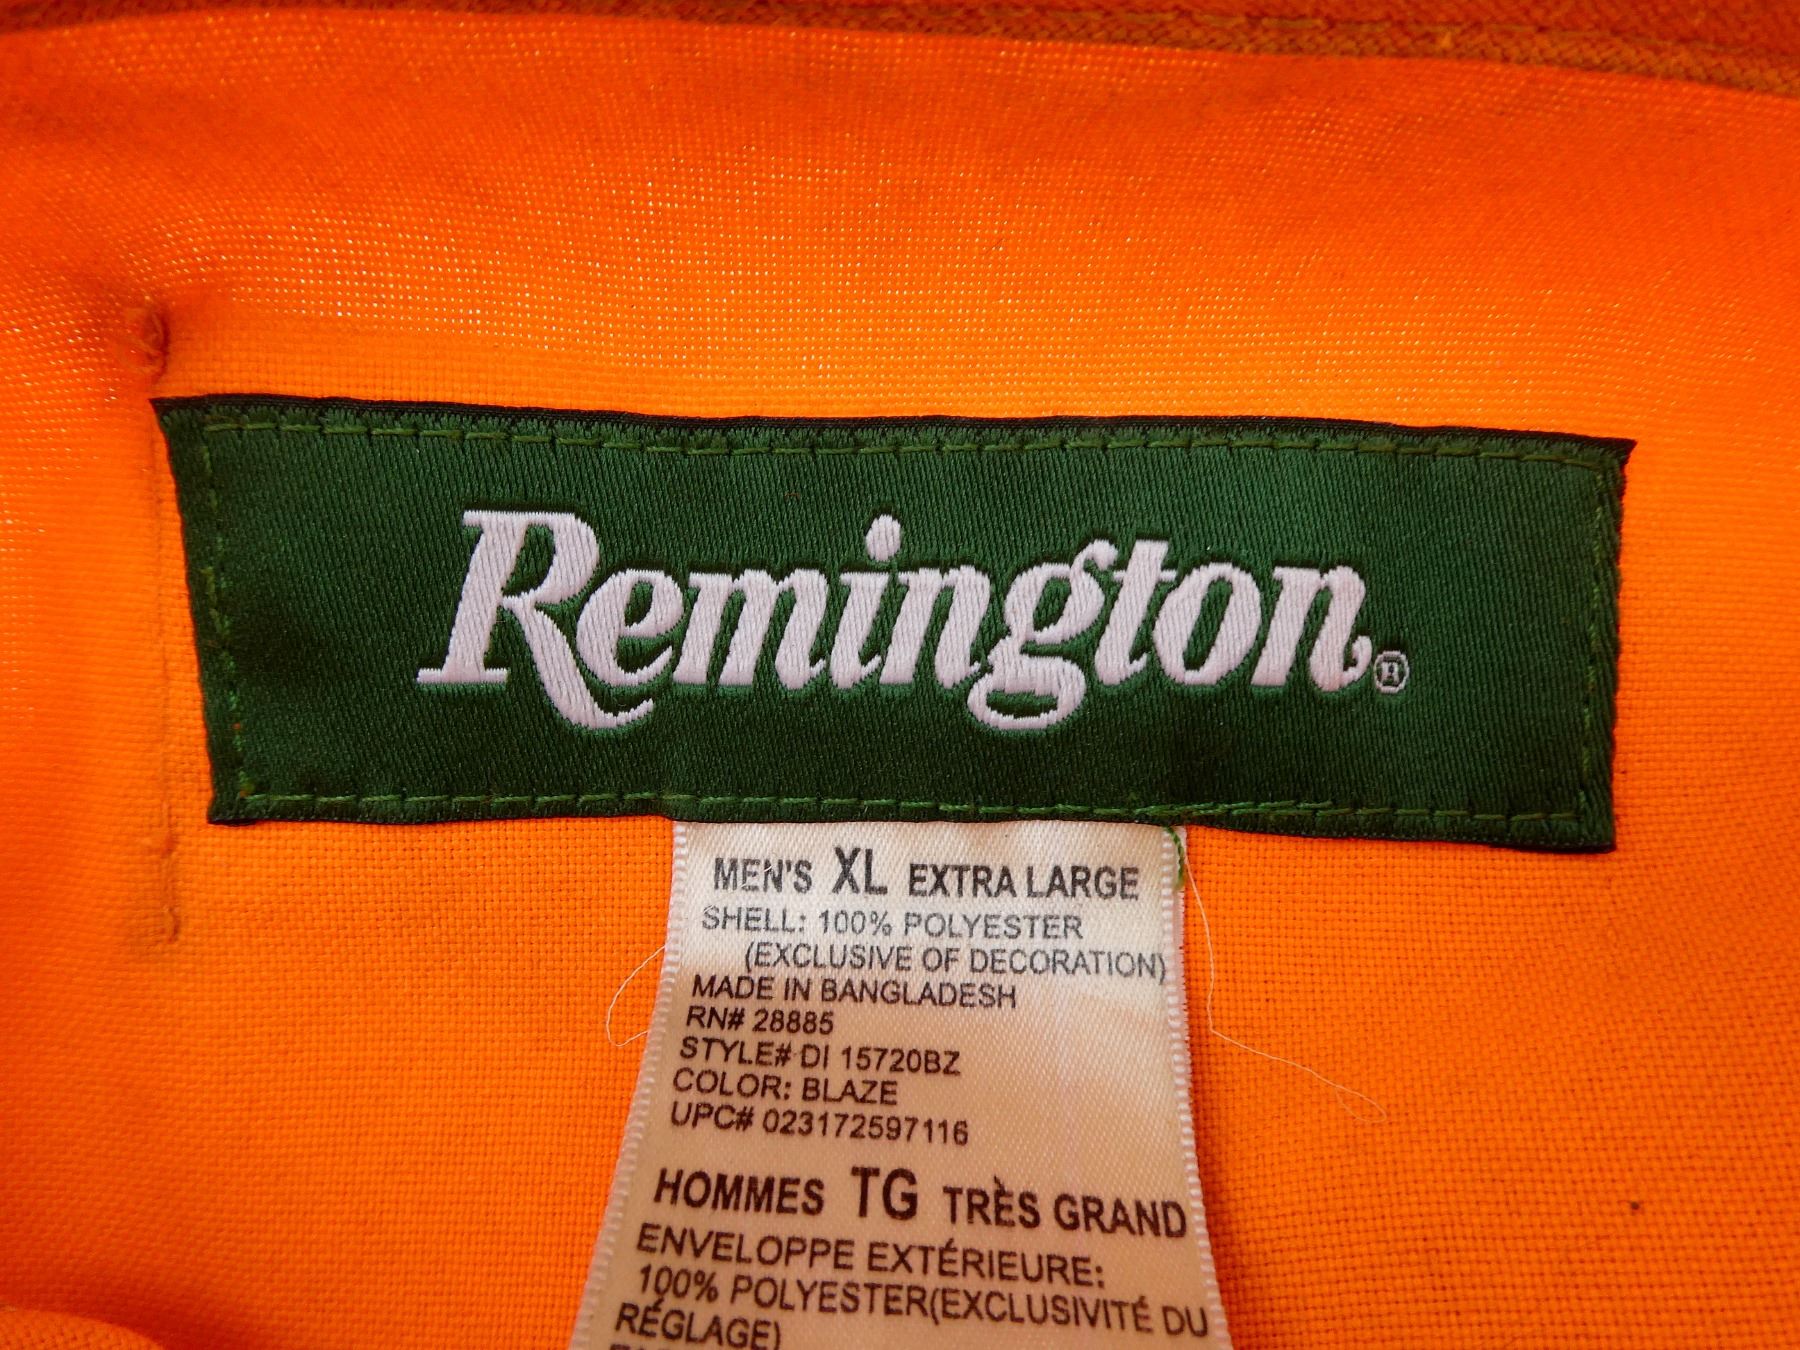 Remington®
MEN'S XL EXTRA LARGE
SHELL: 100% POLYESTER
(EXCLUSIVE OF DECORATION)
MADE IN BANGLADESH
RN# 28885
STYLE# DI 15720BZ
COLOR: BLAZE
UPC# 023172597116
HOMMES TG TRÈS GRAND
ENVELOPPE EXTÉRIEURE:
100% POLYESTER(EXCLUSIVITÉ DU
RÉGLAGE)